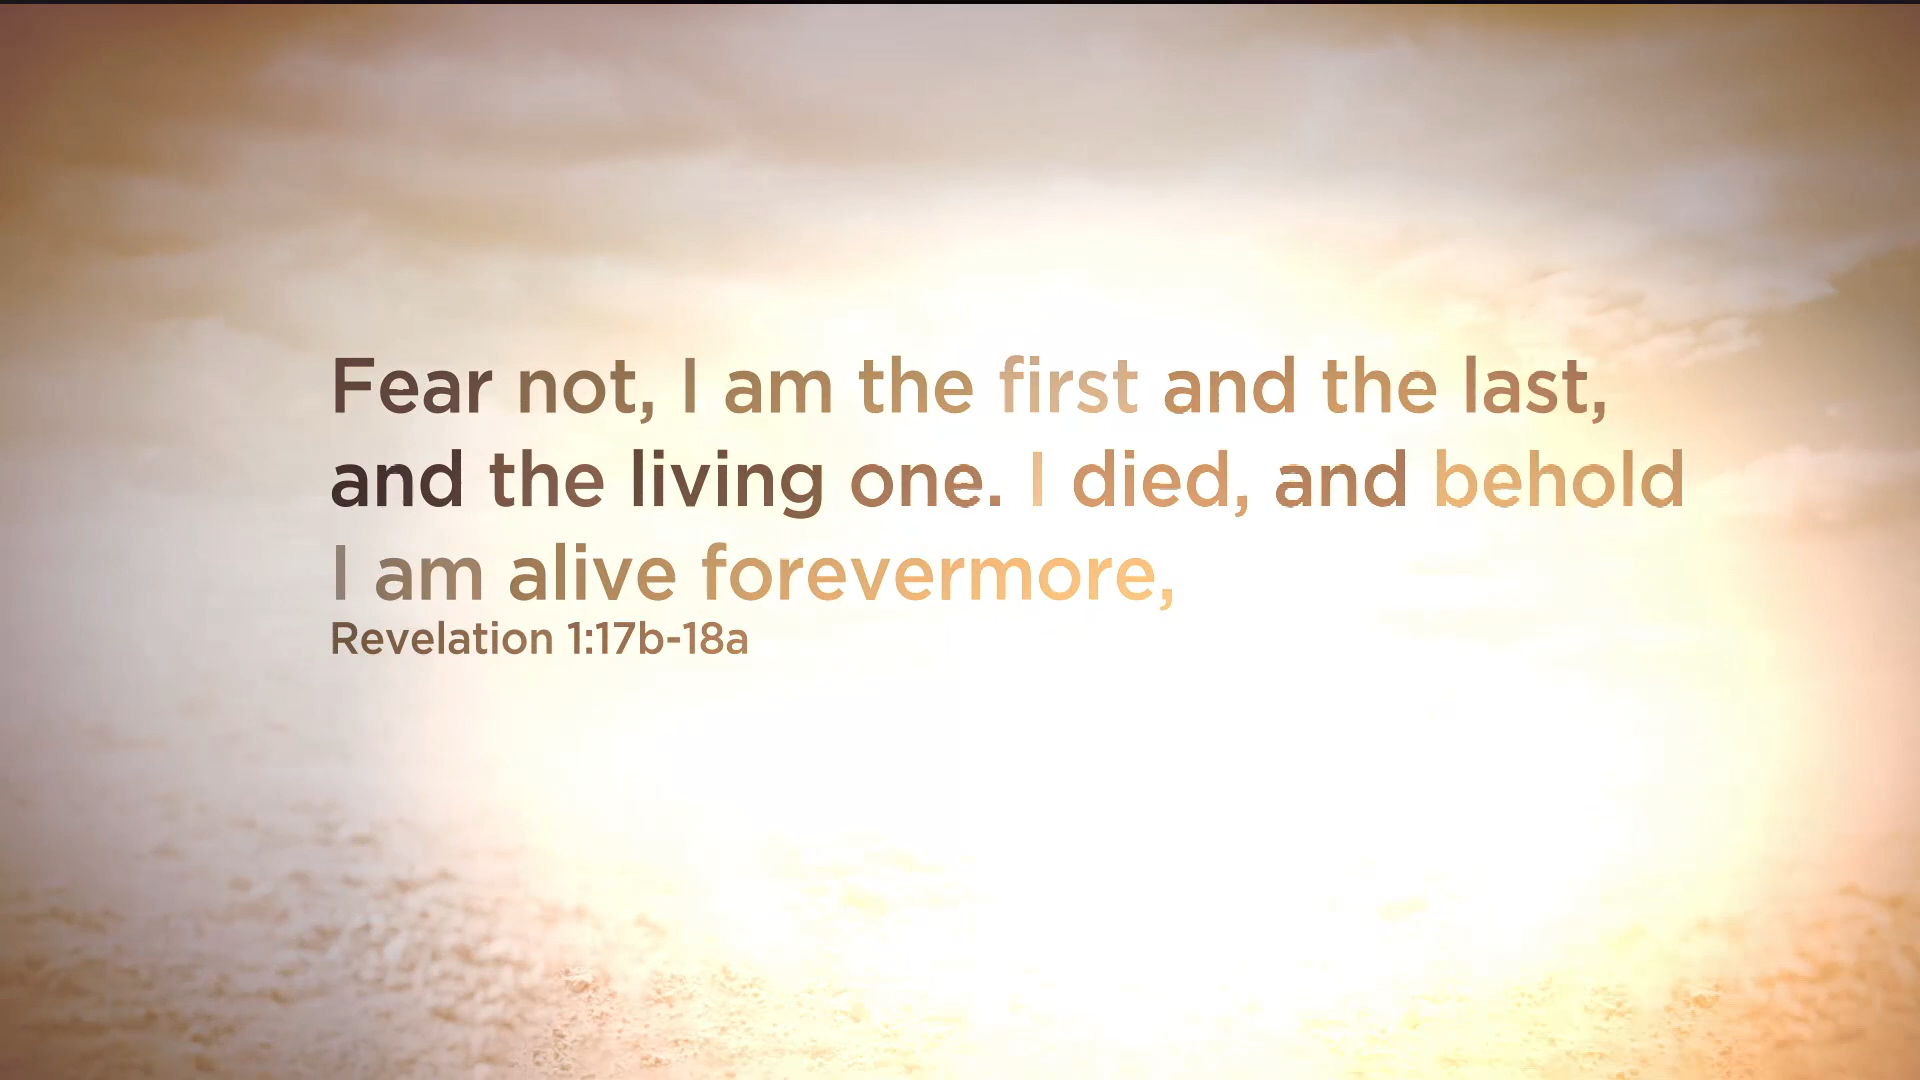 Fear not, I am the first and the last,
and the living one. I died, and behold
I am alive forevermore,
Revelation 1:17b-18a